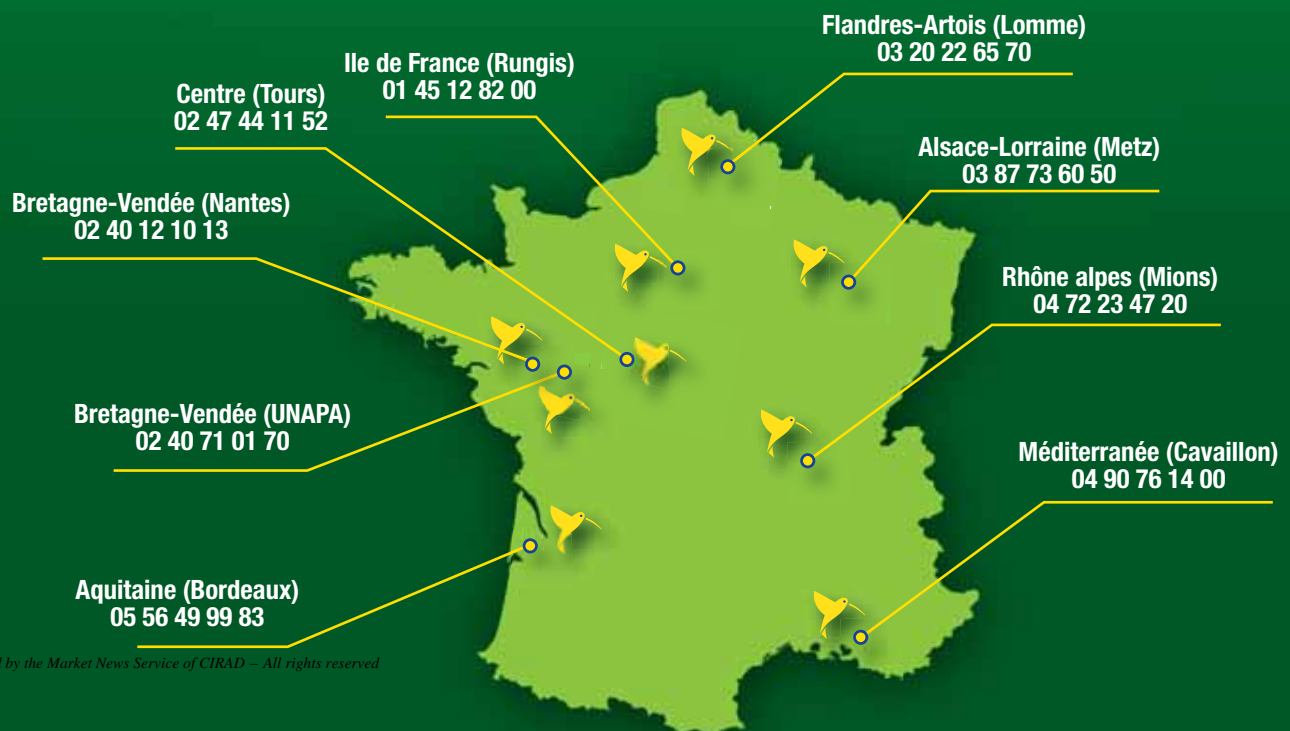 Flandres-Artois (Lomme)
03 20 22 65 70
Ile de France (Rungis)
01 45 12 82 00
Centre (Tours)
02 47 44 11 52
Alsace-Lorraine (Metz)
03 87 73 60 50
Bretagne-Vendée (Nantes)
02 40 12 10 13
Rhône alpes (Mions)
04 72 23 47 20
Bretagne-Vendée (UNAPA)
02 40 71 01 70
Méditerranée (Cavaillon)
04 90 76 14 00
Aquitaine (Bordeaux)
05 56 49 99 83
by the Market News Service of CIRAD – All rights reserved